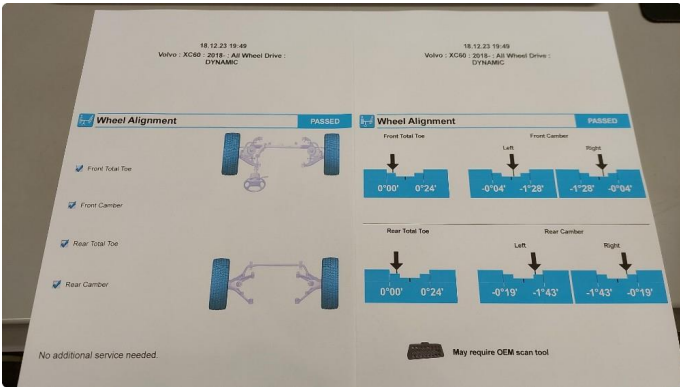 18.12.23 19:49
Volvo : XC60 : 2018- : All Wheel Drive :
DYNAMIC
Wheel Alignment PASSED
Front Total Toe
Front Camber
Rear Total Toe
Rear Camber
No additional service needed.
18.12.23 19:49
Volvo : XC60 : 2018- : All Wheel Drive :
DYNAMIC
Wheel Alignment PASSED
Front Total Toe Front Camber
Left Right
0°00' 0°24' -0°04' -1°28' -1°28' -0°04'
Rear Total Toe Rear Camber
Left Right
0°00' 0°24' -0°19' -1°43' -1°43' -0°19'
May require OEM scan tool